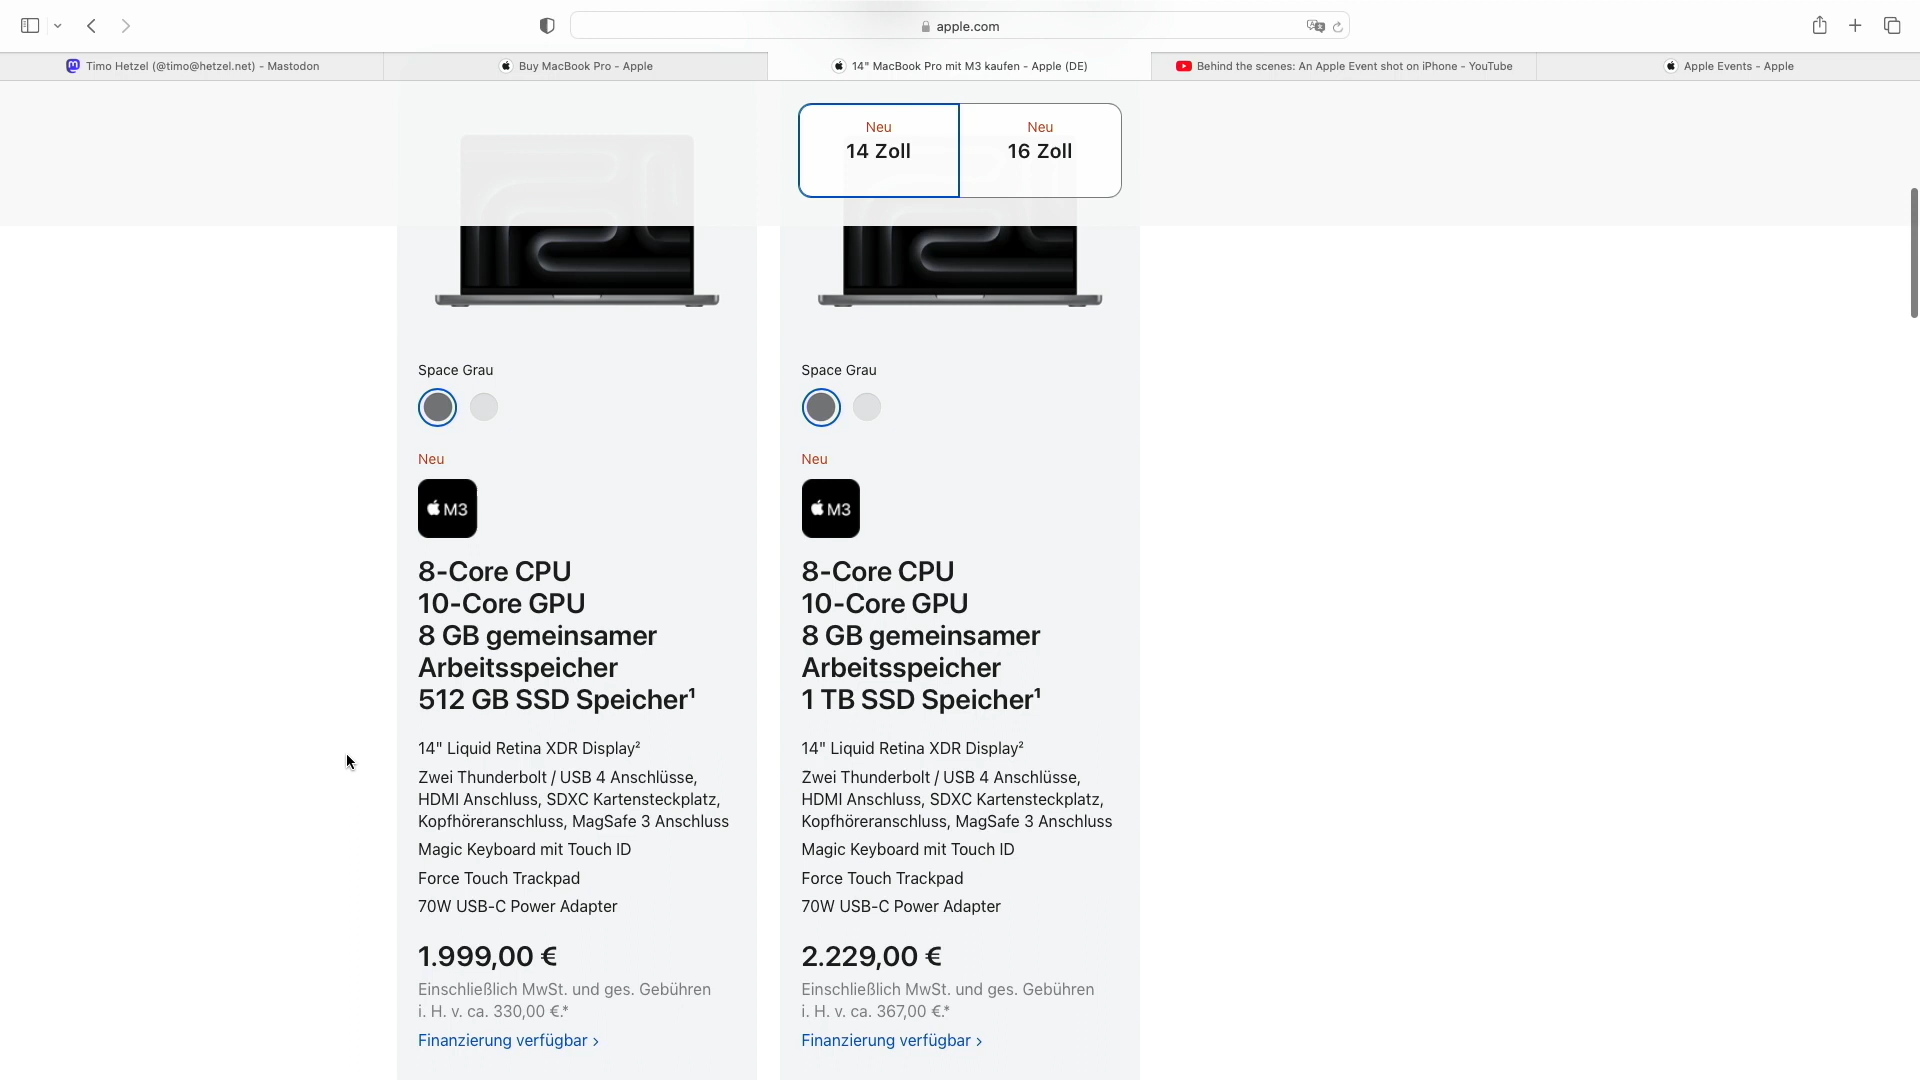 apple.com
Timo Hetzel (@timo@hetzel.net) - Mastodon
Buy MacBook Pro - Apple
14" MacBook Pro mit M3 kaufen - Apple (DE)
Behind the scenes: An Apple Event shot on iPhone - YouTube
Apple Events - Apple
Neu
14 Zoll
Neu
16 Zoll
Space Grau
Neu
M3
8-Core CPU
10-Core GPU
8 GB gemeinsamer
Arbeitsspeicher
512 GB SSD Speicher¹
14" Liquid Retina XDR Display²
Zwei Thunderbolt / USB 4 Anschlüsse,
HDMI Anschluss, SDXC Kartensteckplatz,
Kopfhöreranschluss, MagSafe 3 Anschluss
Magic Keyboard mit Touch ID
Force Touch Trackpad
70W USB-C Power Adapter
1.999,00 €
Einschließlich MwSt. und ges. Gebühren
i. H. v. ca. 330,00 €.*
Finanzierung verfügbar >
Space Grau
Neu
M3
8-Core CPU
10-Core GPU
8 GB gemeinsamer
Arbeitsspeicher
1 TB SSD Speicher¹
14" Liquid Retina XDR Display²
Zwei Thunderbolt / USB 4 Anschlüsse,
HDMI Anschluss, SDXC Kartensteckplatz,
Kopfhöreranschluss, MagSafe 3 Anschluss
Magic Keyboard mit Touch ID
Force Touch Trackpad
70W USB-C Power Adapter
2.229,00 €
Einschließlich MwSt. und ges. Gebühren
i. H. v. ca. 367,00 €.*
Finanzierung verfügbar >